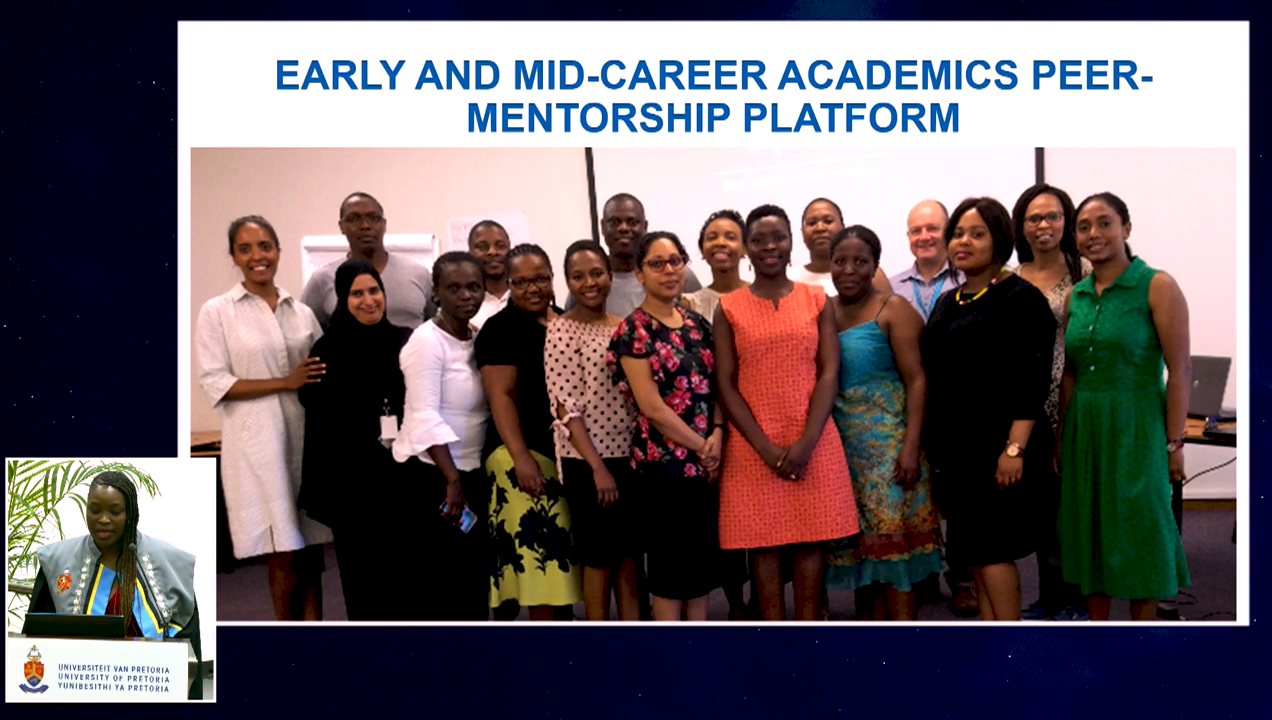 EARLY AND MID-CAREER ACADEMICS PEER-
MENTORSHIP PLATFORM
UNIVERSITEIT VAN PRETORIA
UNIVERSITY OF PRETORIA
YUNIBESITHI YA PRETORIA